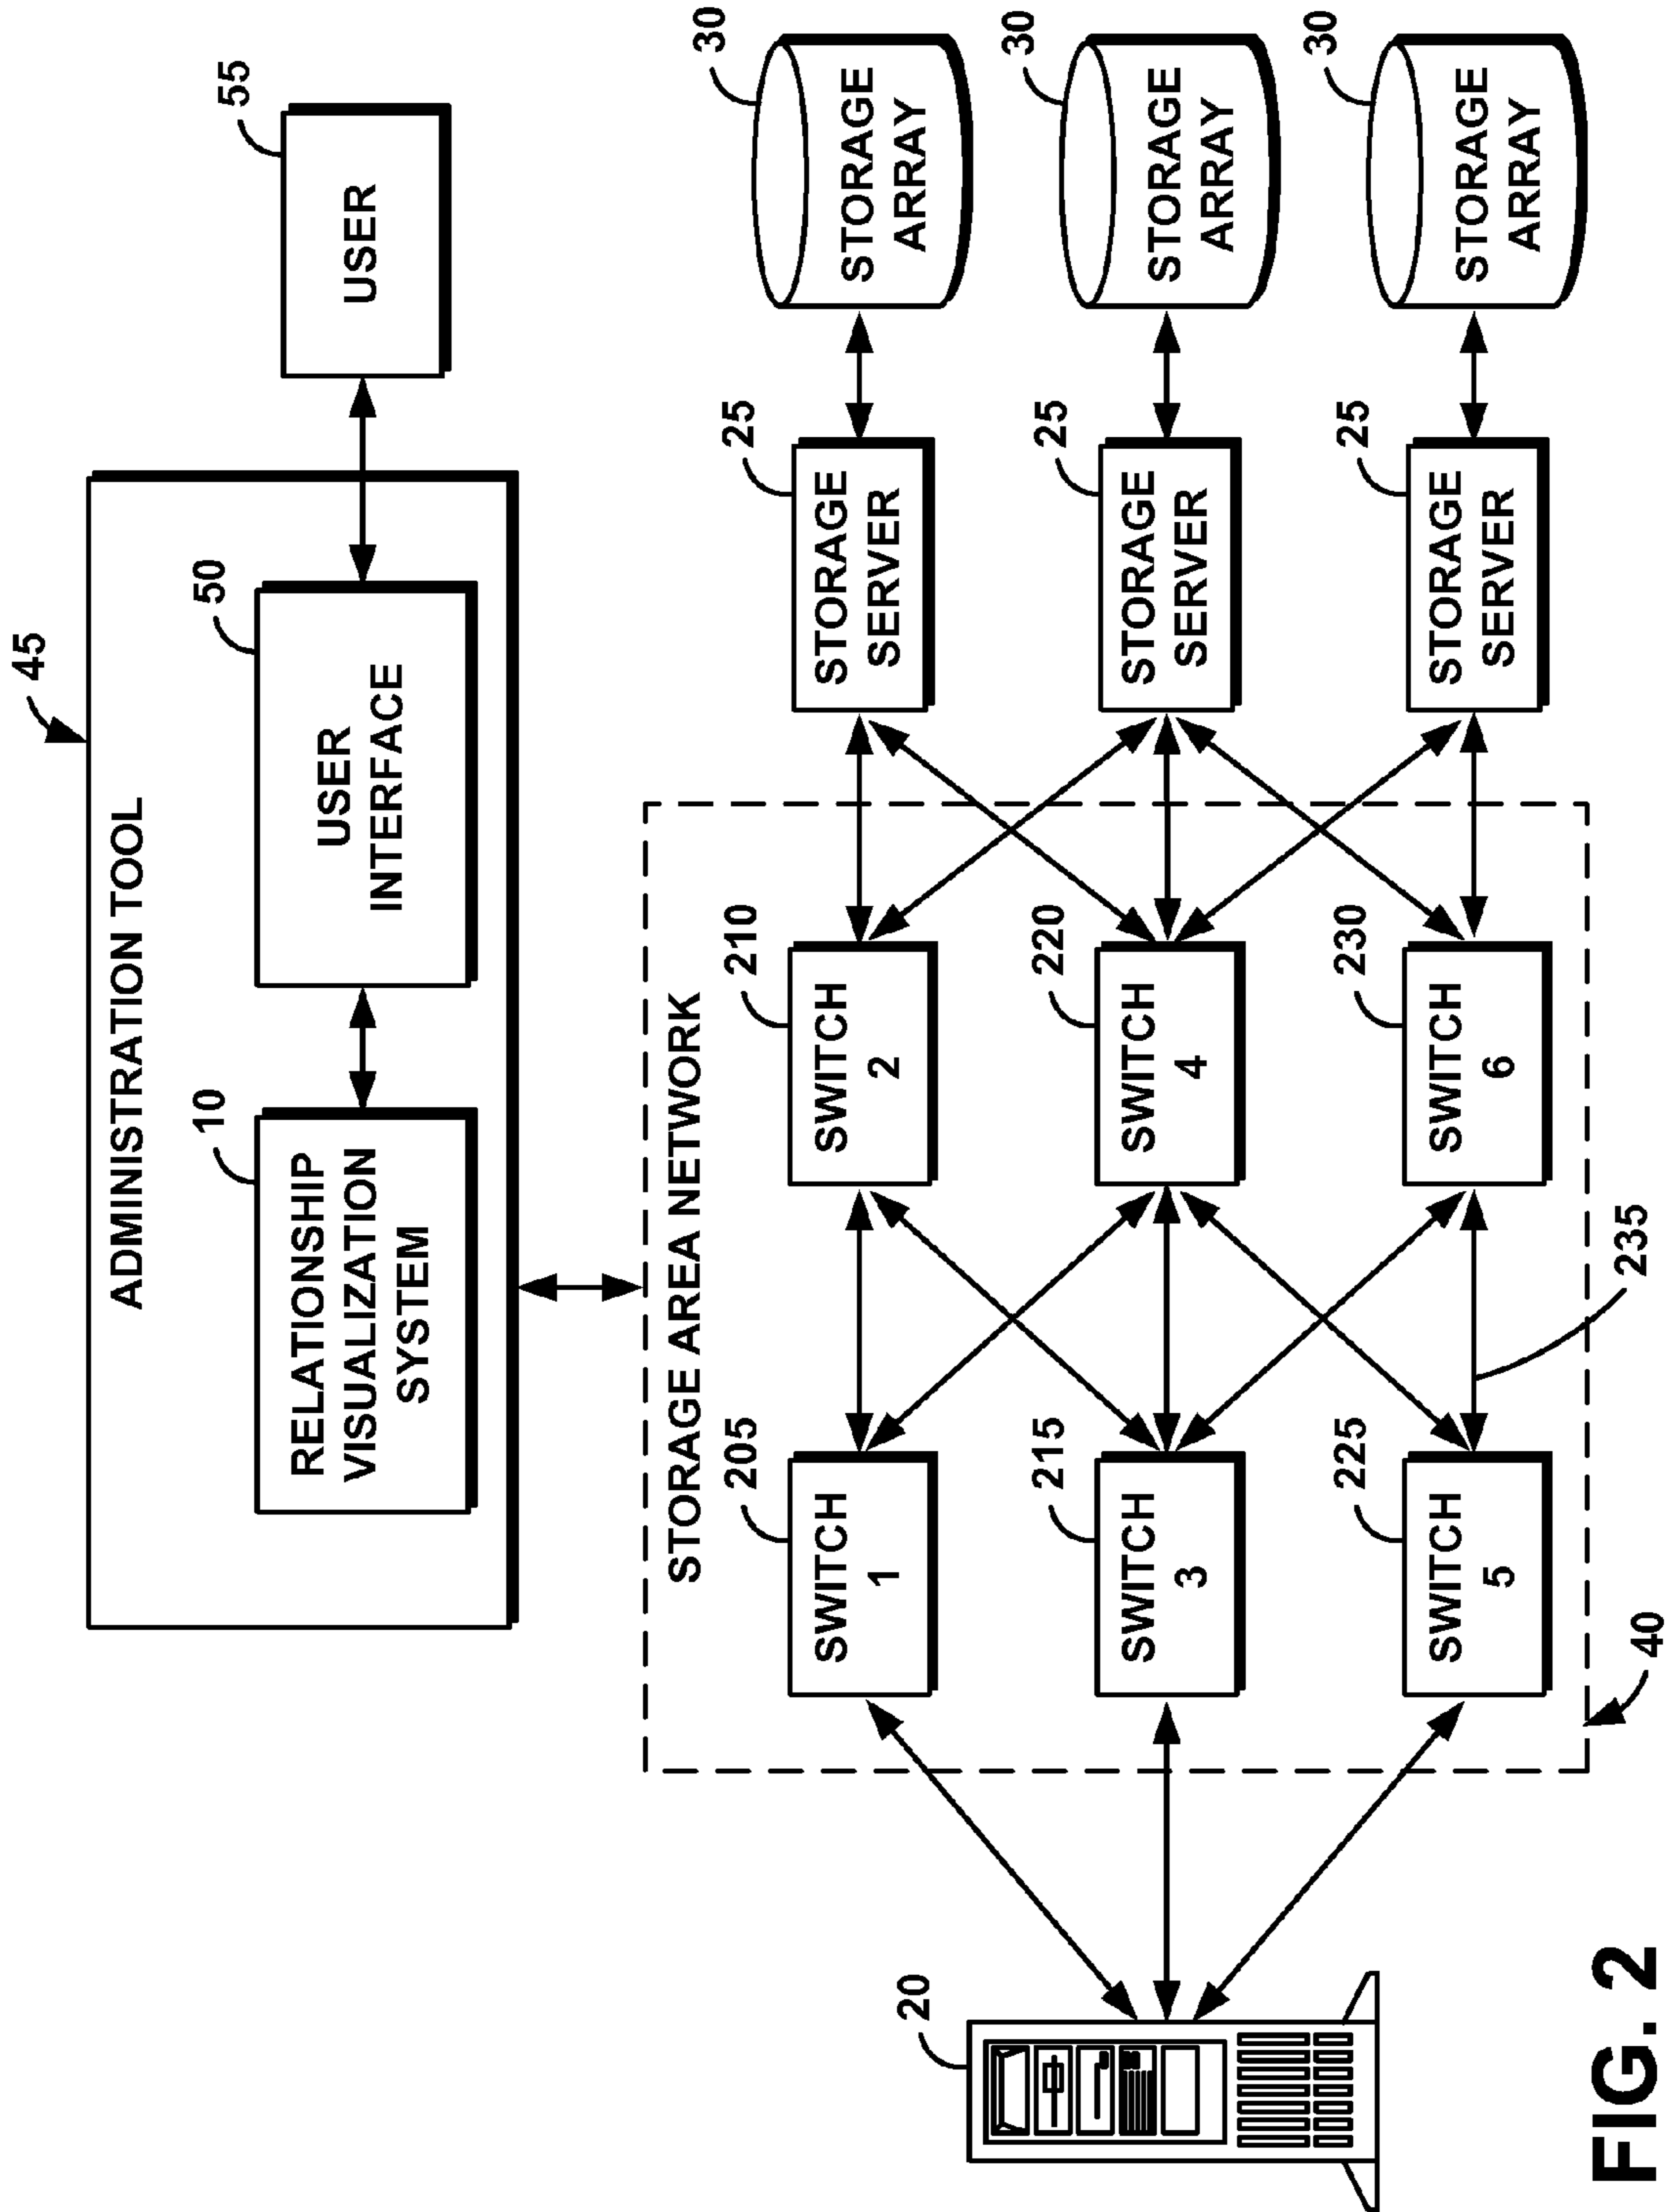 45
ADMINISTRATION TOOL
10
RELATIONSHIP
VISUALIZATION
SYSTEM
50
USER
INTERFACE
55
USER
STORAGE AREA NETWORK
205
SWITCH
1
210
SWITCH
2
25
STORAGE
SERVER
30
STORAGE
ARRAY
20
215
SWITCH
3
220
SWITCH
4
25
STORAGE
SERVER
30
STORAGE
ARRAY
225
SWITCH
5
230
SWITCH
6
25
STORAGE
SERVER
30
STORAGE
ARRAY
235
40
FIG. 2